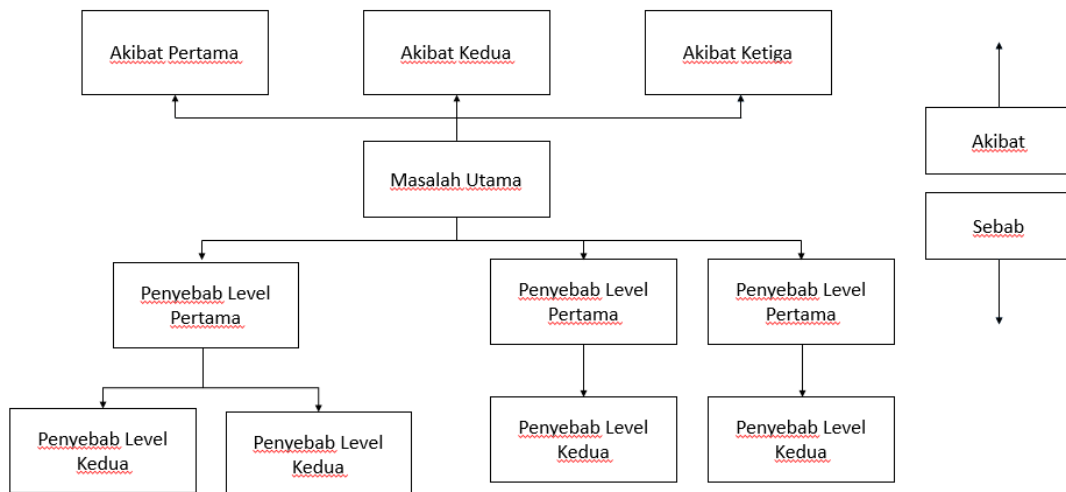 Akibat Pertama
Akibat Kedua
Akibat Ketiga
Akibat
Masalah Utama
Sebab
Penyebab Level
Pertama
Penyebab Level
Pertama
Penyebab Level
Pertama
Penyebab Level
Kedua
Penyebab Level
Kedua
Penyebab Level
Kedua
Penyebab Level
Kedua